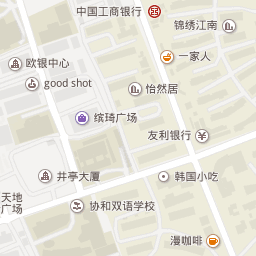 中国工商银行
锦绣江南
一家人
欧银中心
good shot
怡然居
缤琦广场
友利银行
井亭大厦
韩国小吃
天地
广场
协和双语学校
漫咖啡